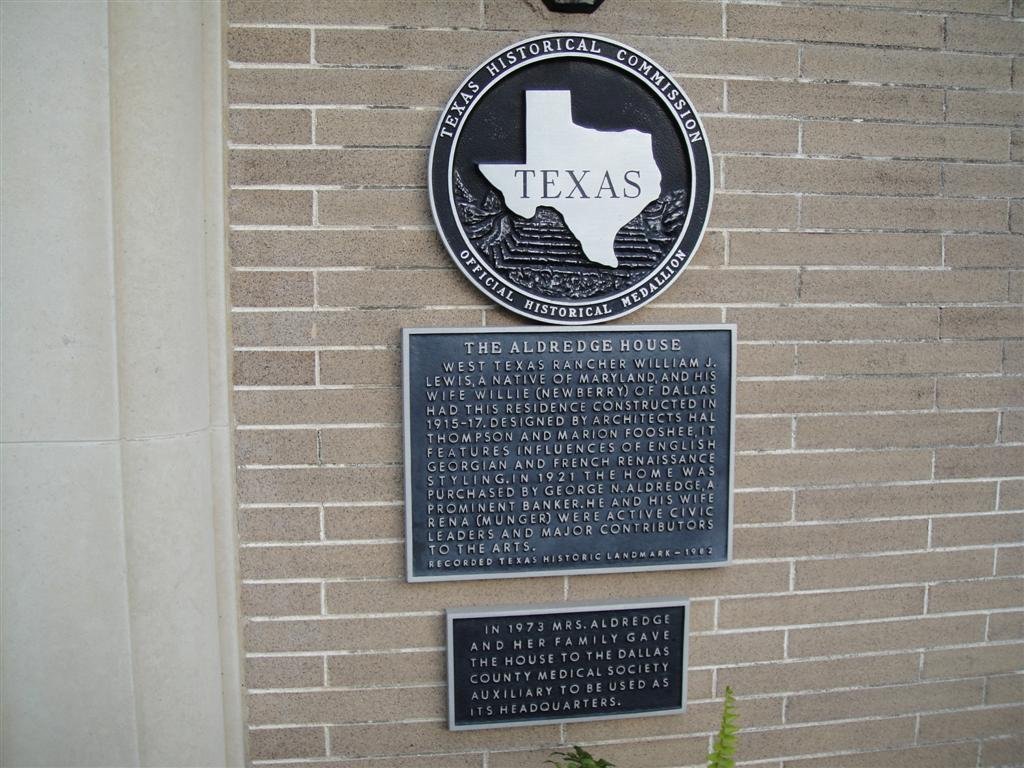 TEXAS HISTORICAL COMMISSION
TEXAS
OFFICIAL HISTORICAL MEDALLION
THE ALDREDGE HOUSE
WEST TEXAS RANCHER WILLIAM J.
LEWIS, A NATIVE OF MARYLAND, AND HIS
WIFE WILLIE (NEWBERRY) OF DALLAS
HAD THIS RESIDENCE CONSTRUCTED IN
1915-17. DESIGNED BY ARCHITECTS HAL
THOMPSON AND MARION FOOSHEE, IT
FEATURES INFLUENCES OF ENGLISH
GEORGIAN AND FRENCH RENAISSANCE
STYLING. IN 1921 THE HOME WAS
PURCHASED BY GEORGE N. ALDREDGE, A
PROMINENT BANKER. HE AND HIS WIFE
RENA (MUNGER) WERE ACTIVE CIVIC
LEADERS AND MAJOR CONTRIBUTORS
TO THE ARTS.
RECORDED TEXAS HISTORIC LANDMARK – 1982
IN 1973 MRS. ALDREDGE
AND HER FAMILY GAVE
THE HOUSE TO THE DALLAS
COUNTY MEDICAL SOCIETY
AUXILIARY TO BE USED AS
ITS HEADQUARTERS.